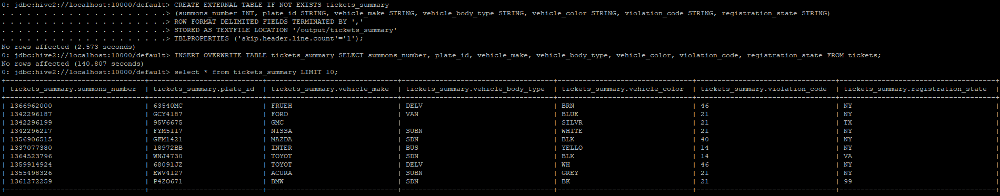 0: jdbc:hive2://localhost:10000/default> CREATE EXTERNAL TABLE IF NOT EXISTS tickets_summary
. . . . . . . . . . . . . . . . . . . .> (summons_number INT, plate_id STRING, vehicle_make STRING, vehicle_body_type STRING, vehicle_color STRING, violation_code STRING, registration_state STRING)
. . . . . . . . . . . . . . . . . . . .> ROW FORMAT DELIMITED FIELDS TERMINATED BY ','
. . . . . . . . . . . . . . . . . . . .> STORED AS TEXTFILE LOCATION '/output/tickets_summary'
. . . . . . . . . . . . . . . . . . . .> TBLPROPERTIES ('skip.header.line.count'='1');
No rows affected (2.573 seconds)
0: jdbc:hive2://localhost:10000/default> INSERT OVERWRITE TABLE tickets_summary SELECT summons_number, plate_id, vehicle_make, vehicle_body_type, vehicle_color, violation_code, registration_state FROM tickets;
No rows affected (140.807 seconds)
0: jdbc:hive2://localhost:10000/default> select * from tickets_summary LIMIT 10;
| tickets_summary.summons_number | tickets_summary.plate_id | tickets_summary.vehicle_make | tickets_summary.vehicle_body_type | tickets_summary.vehicle_color | tickets_summary.violation_code | tickets_summary.registration_state |
| 1366962000 | 63540MC | FRUEH | DELV | BRN | 46 | NY |
| 1342296187 | GCY4187 | FORD | VAN | BLUE | 21 | NY |
| 1342296199 | 95V6675 | GMC | | SILVR | 21 | TX |
| 1342296217 | FYM5117 | NISSA | SUBN | WHITE | 21 | NY |
| 1356906515 | GFM1421 | MAZDA | SDN | BLK | 40 | NY |
| 1337077380 | 18972BB | INTER | BUS | YELLO | 14 | NY |
| 1364523796 | WNJ4730 | TOYOT | SDN | BLK | 14 | VA |
| 1359914924 | 68091JZ | TOYOT | DELV | WH | 46 | NY |
| 1355498326 | EWV4127 | ACURA | SUBN | GREY | 21 | NY |
| 1361272259 | P4ZO671 | BMW | SDN | BK | 21 | 99 |